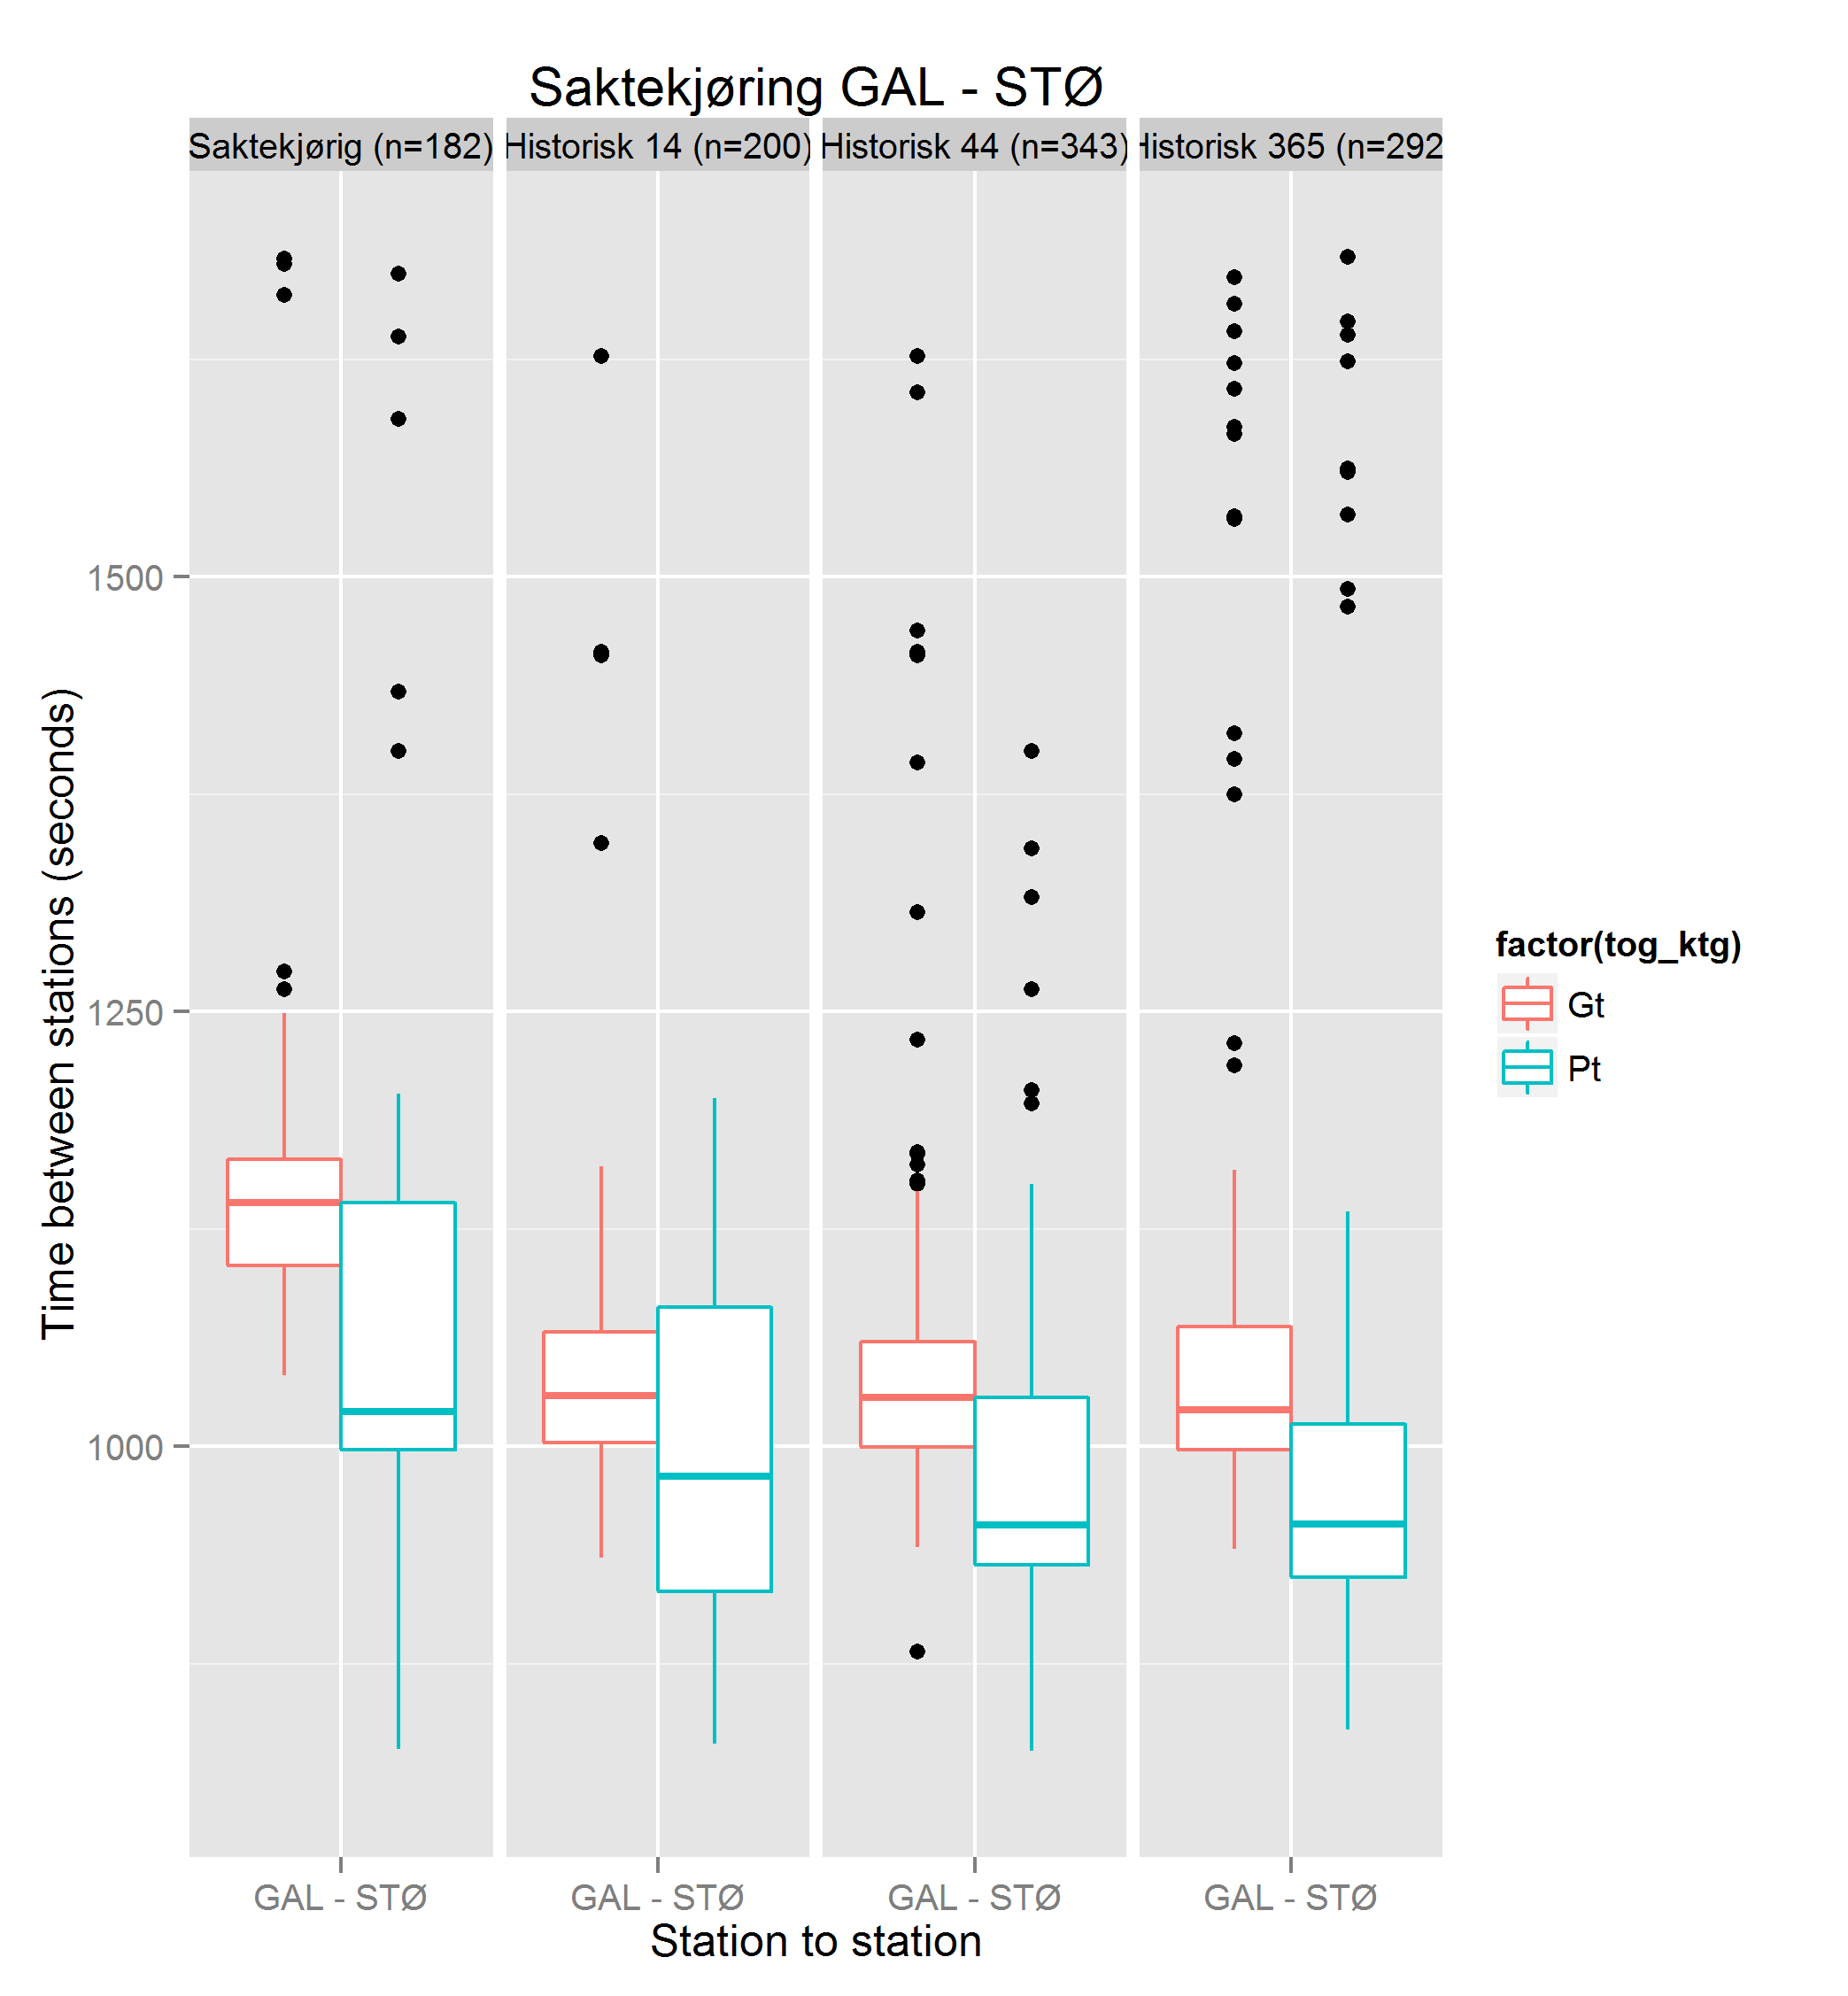 Saktekjøring GAL - STØ
Saktekjørig (n=182) Historisk 14 (n=200) Historisk 44 (n=343) Historisk 365 (n=292
1500
1250
1000
Time between stations (seconds)
GAL - STØ GAL - STØ GAL - STØ GAL - STØ
Station to station
factor(tog_ktg)
Gt
Pt